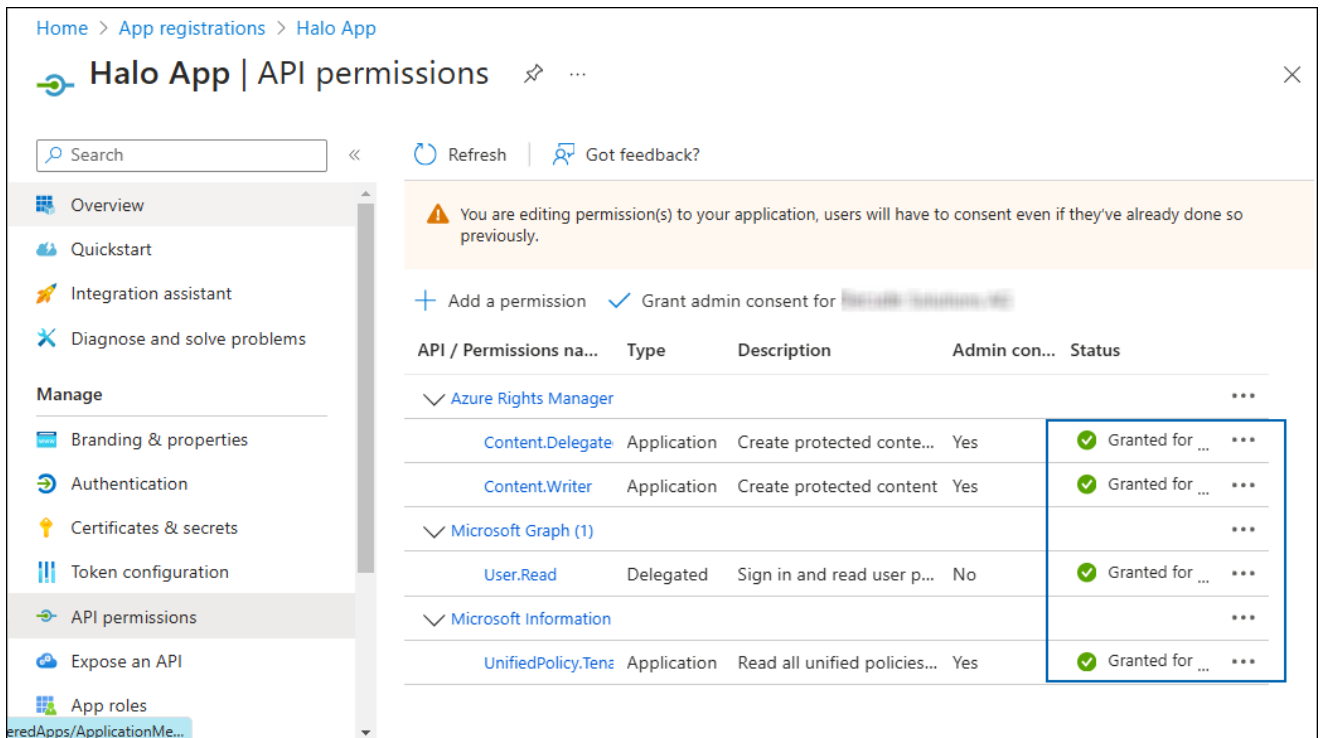 Home > App registrations > Halo App
Halo App | API permissions
Search
Refresh
Got feedback?
Overview
Quickstart
Integration assistant
Diagnose and solve problems
Manage
Branding & properties
Authentication
Certificates & secrets
Token configuration
API permissions
Expose an API
App roles
eredApps/ApplicationMe...
You are editing permission(s) to your application, users will have to consent even if they've already done so
previously.
Add a permission
Grant admin consent for
API / Permissions na... Type Description Admin con... Status
Azure Rights Manager
Content.Delegate Application Create protected conte... Yes Granted for ...
Content.Writer Application Create protected content Yes Granted for ...
Microsoft Graph (1)
User.Read Delegated Sign in and read user p... No Granted for ...
Microsoft Information
UnifiedPolicy.Tena Application Read all unified policies... Yes Granted for ...